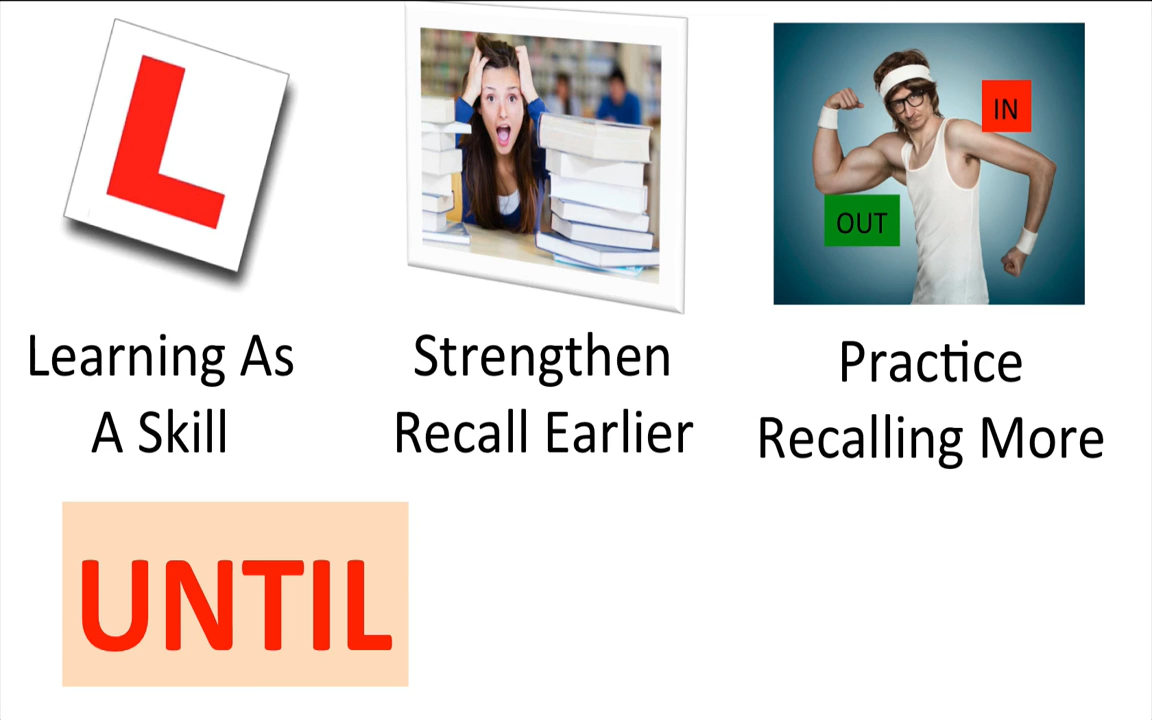 L
IN
OUT
Learning As
A Skill
Strengthen
Recall Earlier
Practice
Recalling More
UNTIL